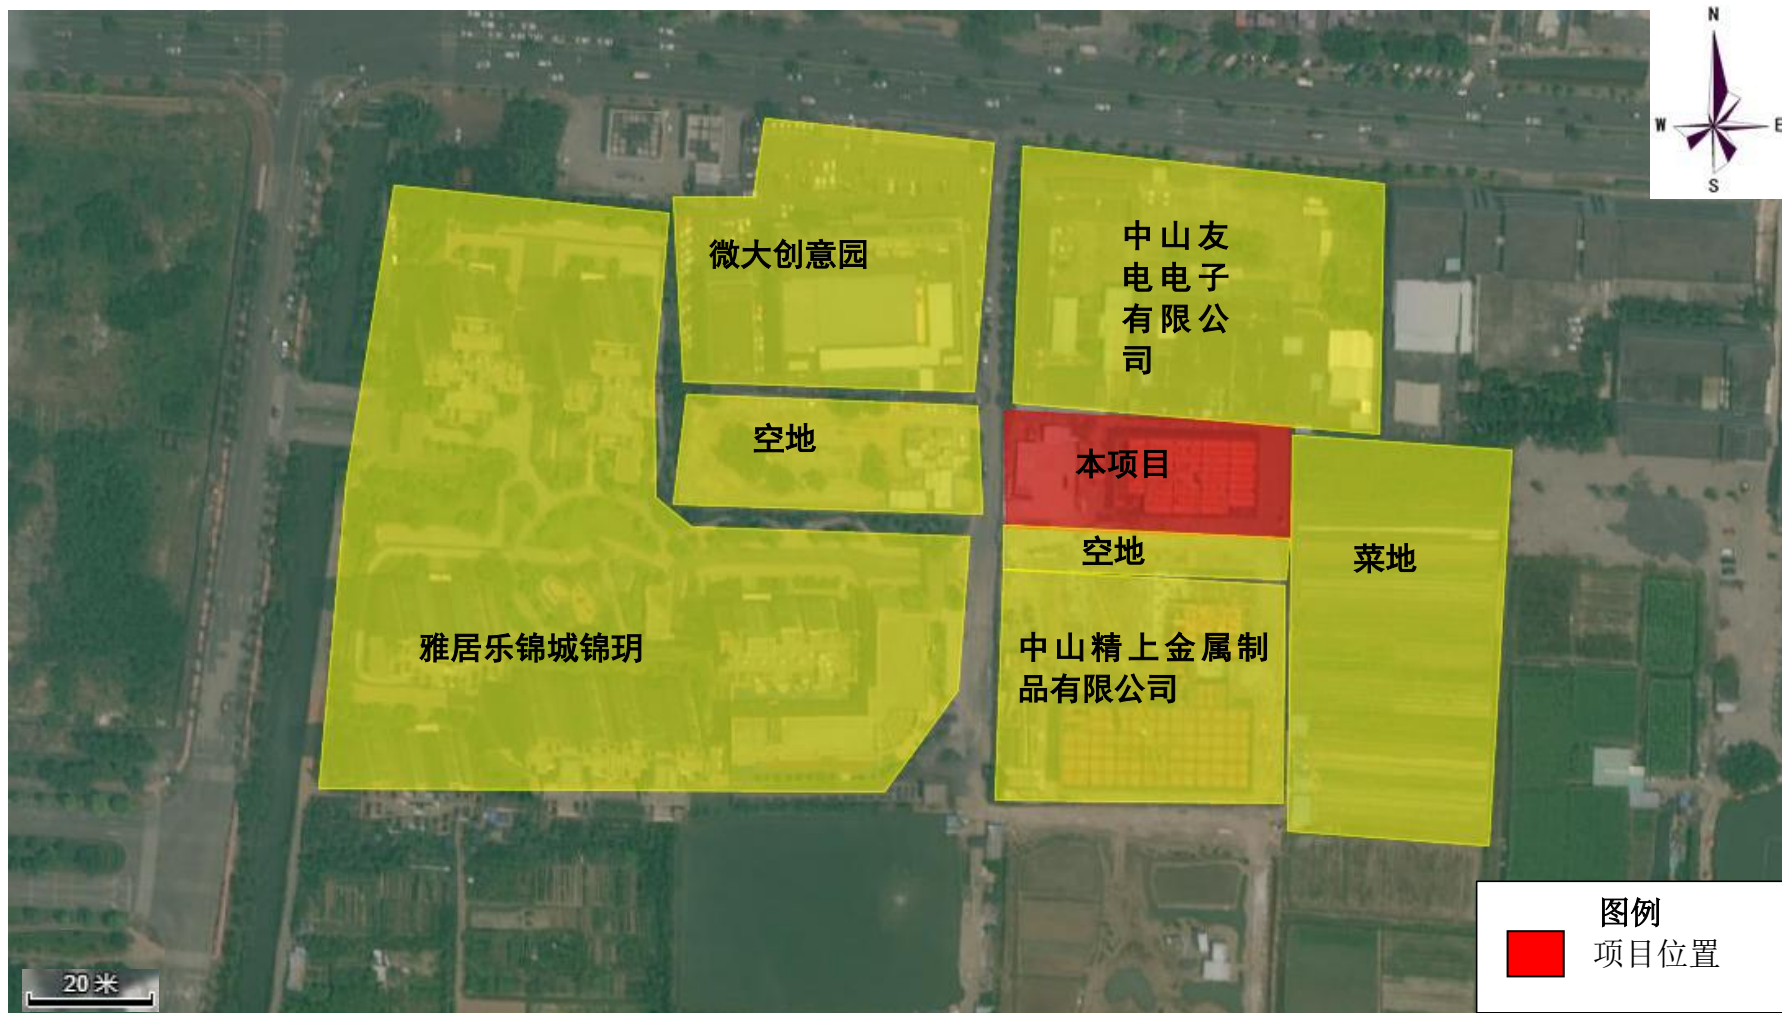 N
W E
S
微大创意园
中山友
电电子
有限公
司
空地
本项目
空地
菜地
雅居乐锦城锦玥
中山精上金属制
品有限公司
图例
项目位置
20 米